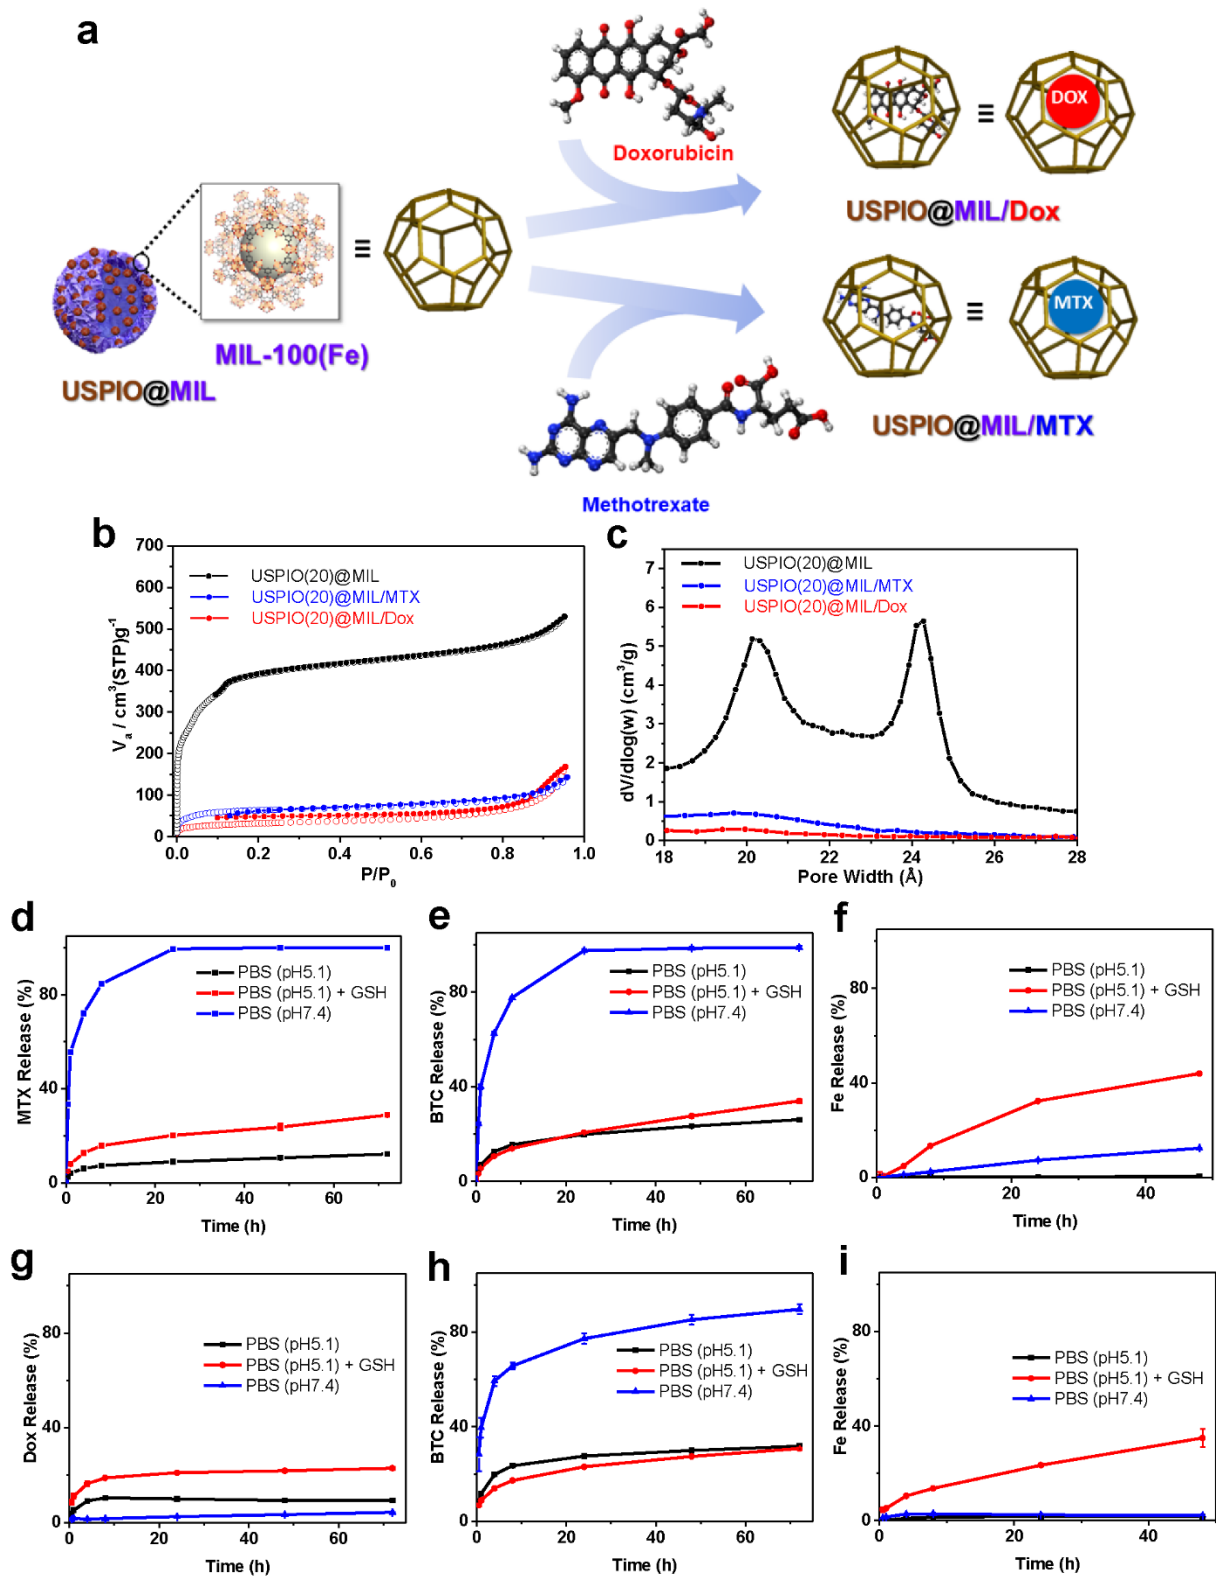 a
Doxorubicin
≡
DOX
USPIO@MIL/Dox
≡
MIL-100(Fe)
USPIO@MIL
≡
MTX
USPIO@MIL/MTX
Methotrexate
b
700
600
500
400
300
200
100
0
0.0 0.2 0.4 0.6 0.8 1.0
Va / cm3(STP)g-1
P/P0
USPIO(20)@MIL
USPIO(20)@MIL/MTX
USPIO(20)@MIL/Dox
c
7
6
5
4
3
2
1
0
18 20 22 24 26 28
dV/dlog(w) (cm3/g)
Pore Width (Å)
USPIO(20)@MIL
USPIO(20)@MIL/MTX
USPIO(20)@MIL/Dox
d
80
40
0
0 20 40 60
MTX Release (%)
Time (h)
PBS (pH5.1)
PBS (pH5.1) + GSH
PBS (pH7.4)
e
80
40
0
0 20 40 60
BTC Release (%)
Time (h)
PBS (pH5.1)
PBS (pH5.1) + GSH
PBS (pH7.4)
f
80
40
0
0 20 40
Fe Release (%)
Time (h)
PBS (pH5.1)
PBS (pH5.1) + GSH
PBS (pH7.4)
g
80
40
0
0 20 40 60
Dox Release (%)
Time (h)
PBS (pH5.1)
PBS (pH5.1) + GSH
PBS (pH7.4)
h
80
40
0
0 20 40 60
BTC Release (%)
Time (h)
PBS (pH5.1)
PBS (pH5.1) + GSH
PBS (pH7.4)
i
80
40
0
0 20 40
Fe Release (%)
Time (h)
PBS (pH5.1)
PBS (pH5.1) + GSH
PBS (pH7.4)